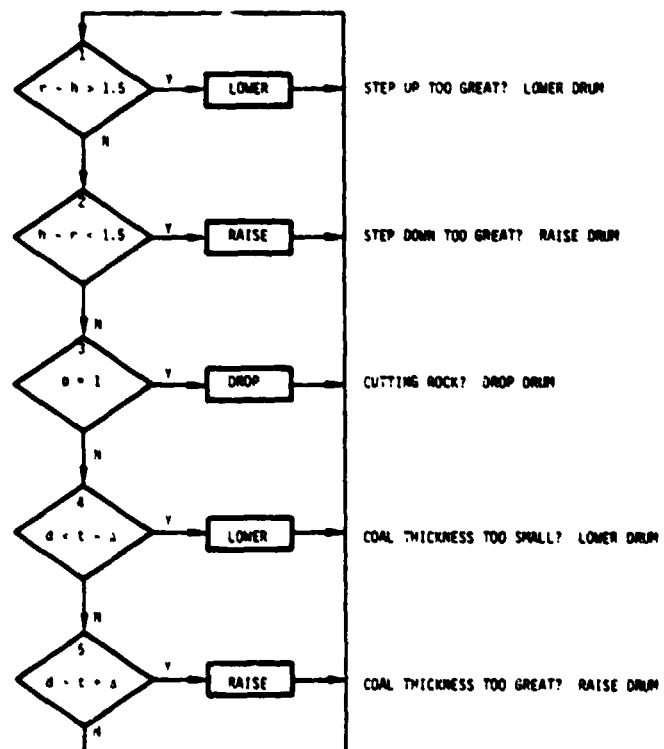 1
r - h > 1.5 Y LOWER STEP UP TOO GREAT? LOWER DRUM
N
2
h - r < 1.5 Y RAISE STEP DOWN TOO GREAT? RAISE DRUM
N
3
Y DROP CUTTING ROCK? DROP DRUM
N
4
d < t - Y LOWER COAL THICKNESS TOO SMALL? LOWER DRUM
N
5
d t + Y RAISE COAL THICKNESS TOO GREAT? RAISE DRUM
N